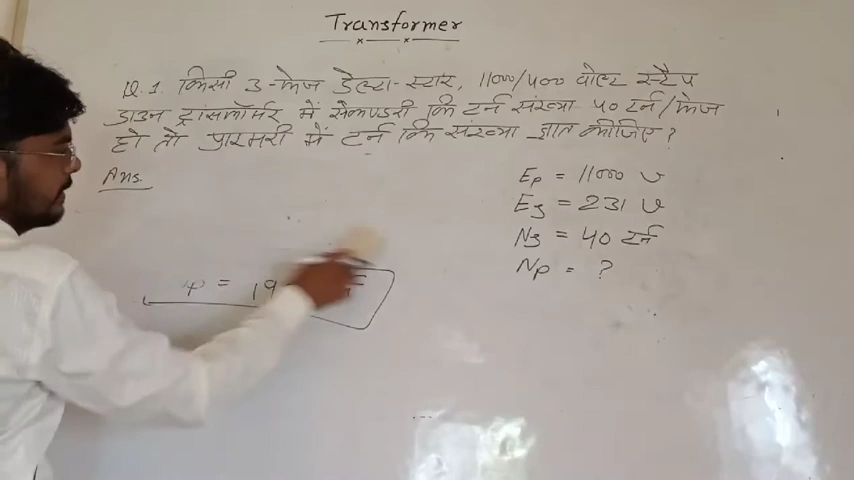 Transformer
Q.1. किसी 3-फेज डेल्टा-स्टार, 11000/400 वोल्ट स्टैप
डाउन ट्रांसफॉर्मर में सैकण्डरी कि टर्न संख्या 40 टर्न/फेज
हो तो प्राइमरी में टर्न कि संख्या ज्ञात कीजिए?
Ans.
Ep = 11000 v
Es = 231 v
Ns = 40 टर्न
Np = ?
= 19